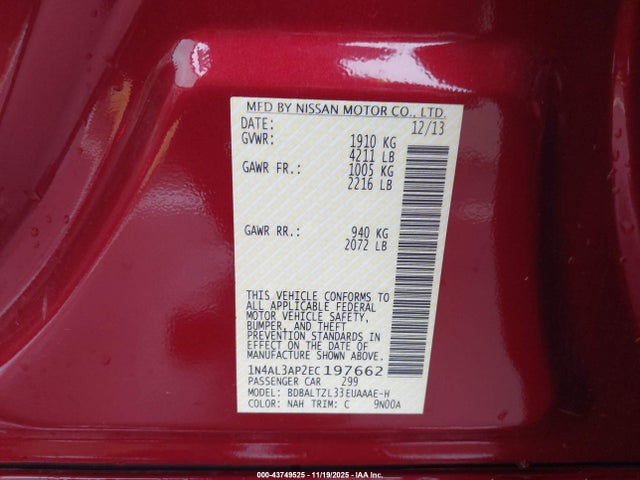 MFD BY NISSAN MOTOR CO., LTD.
DATE: 12/13
GVWR: 1910 KG
4211 LB
GAWR FR.: 1005 KG
2216 LB
GAWR RR.: 940 KG
2072 LB
THIS VEHICLE CONFORMS TO
ALL APPLICABLE FEDERAL
MOTOR VEHICLE SAFETY,
BUMPER, AND THEFT
PREVENTION STANDARDS IN
EFFECT ON THE DATE OF
MANUFACTURE SHOWN ABOVE.
1N4AL3AP2EC197662
PASSENGER CAR 299
MODEL: BDBALTZL33EUAAAE-H
COLOR: NAH TRIM: C 9N00A
000-43749525 - 11/19/2025 - IAA Inc.